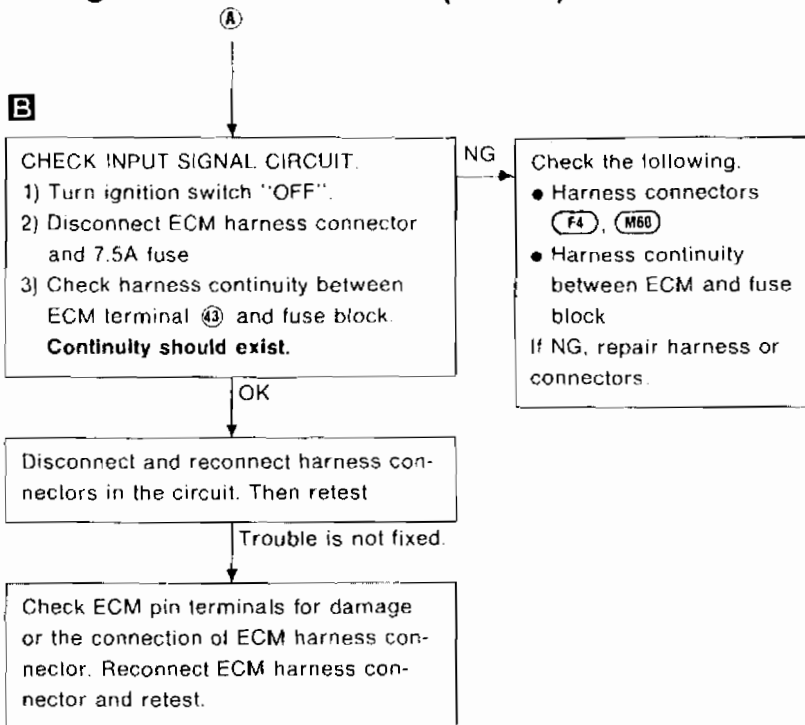 Ⓐ
B
CHECK INPUT SIGNAL CIRCUIT.
1) Turn ignition switch "OFF".
2) Disconnect ECM harness connector
and 7.5A fuse
3) Check harness continuity between
ECM terminal ㊸ and fuse block.
Continuity should exist.
NG
Check the following.
● Harness connectors
F4, M60
● Harness continuity
between ECM and fuse
block
If NG, repair harness or
connectors.
OK
Disconnect and reconnect harness con-
nectors in the circuit. Then retest
Trouble is not fixed.
Check ECM pin terminals for damage
or the connection of ECM harness con-
nector. Reconnect ECM harness con-
nector and retest.